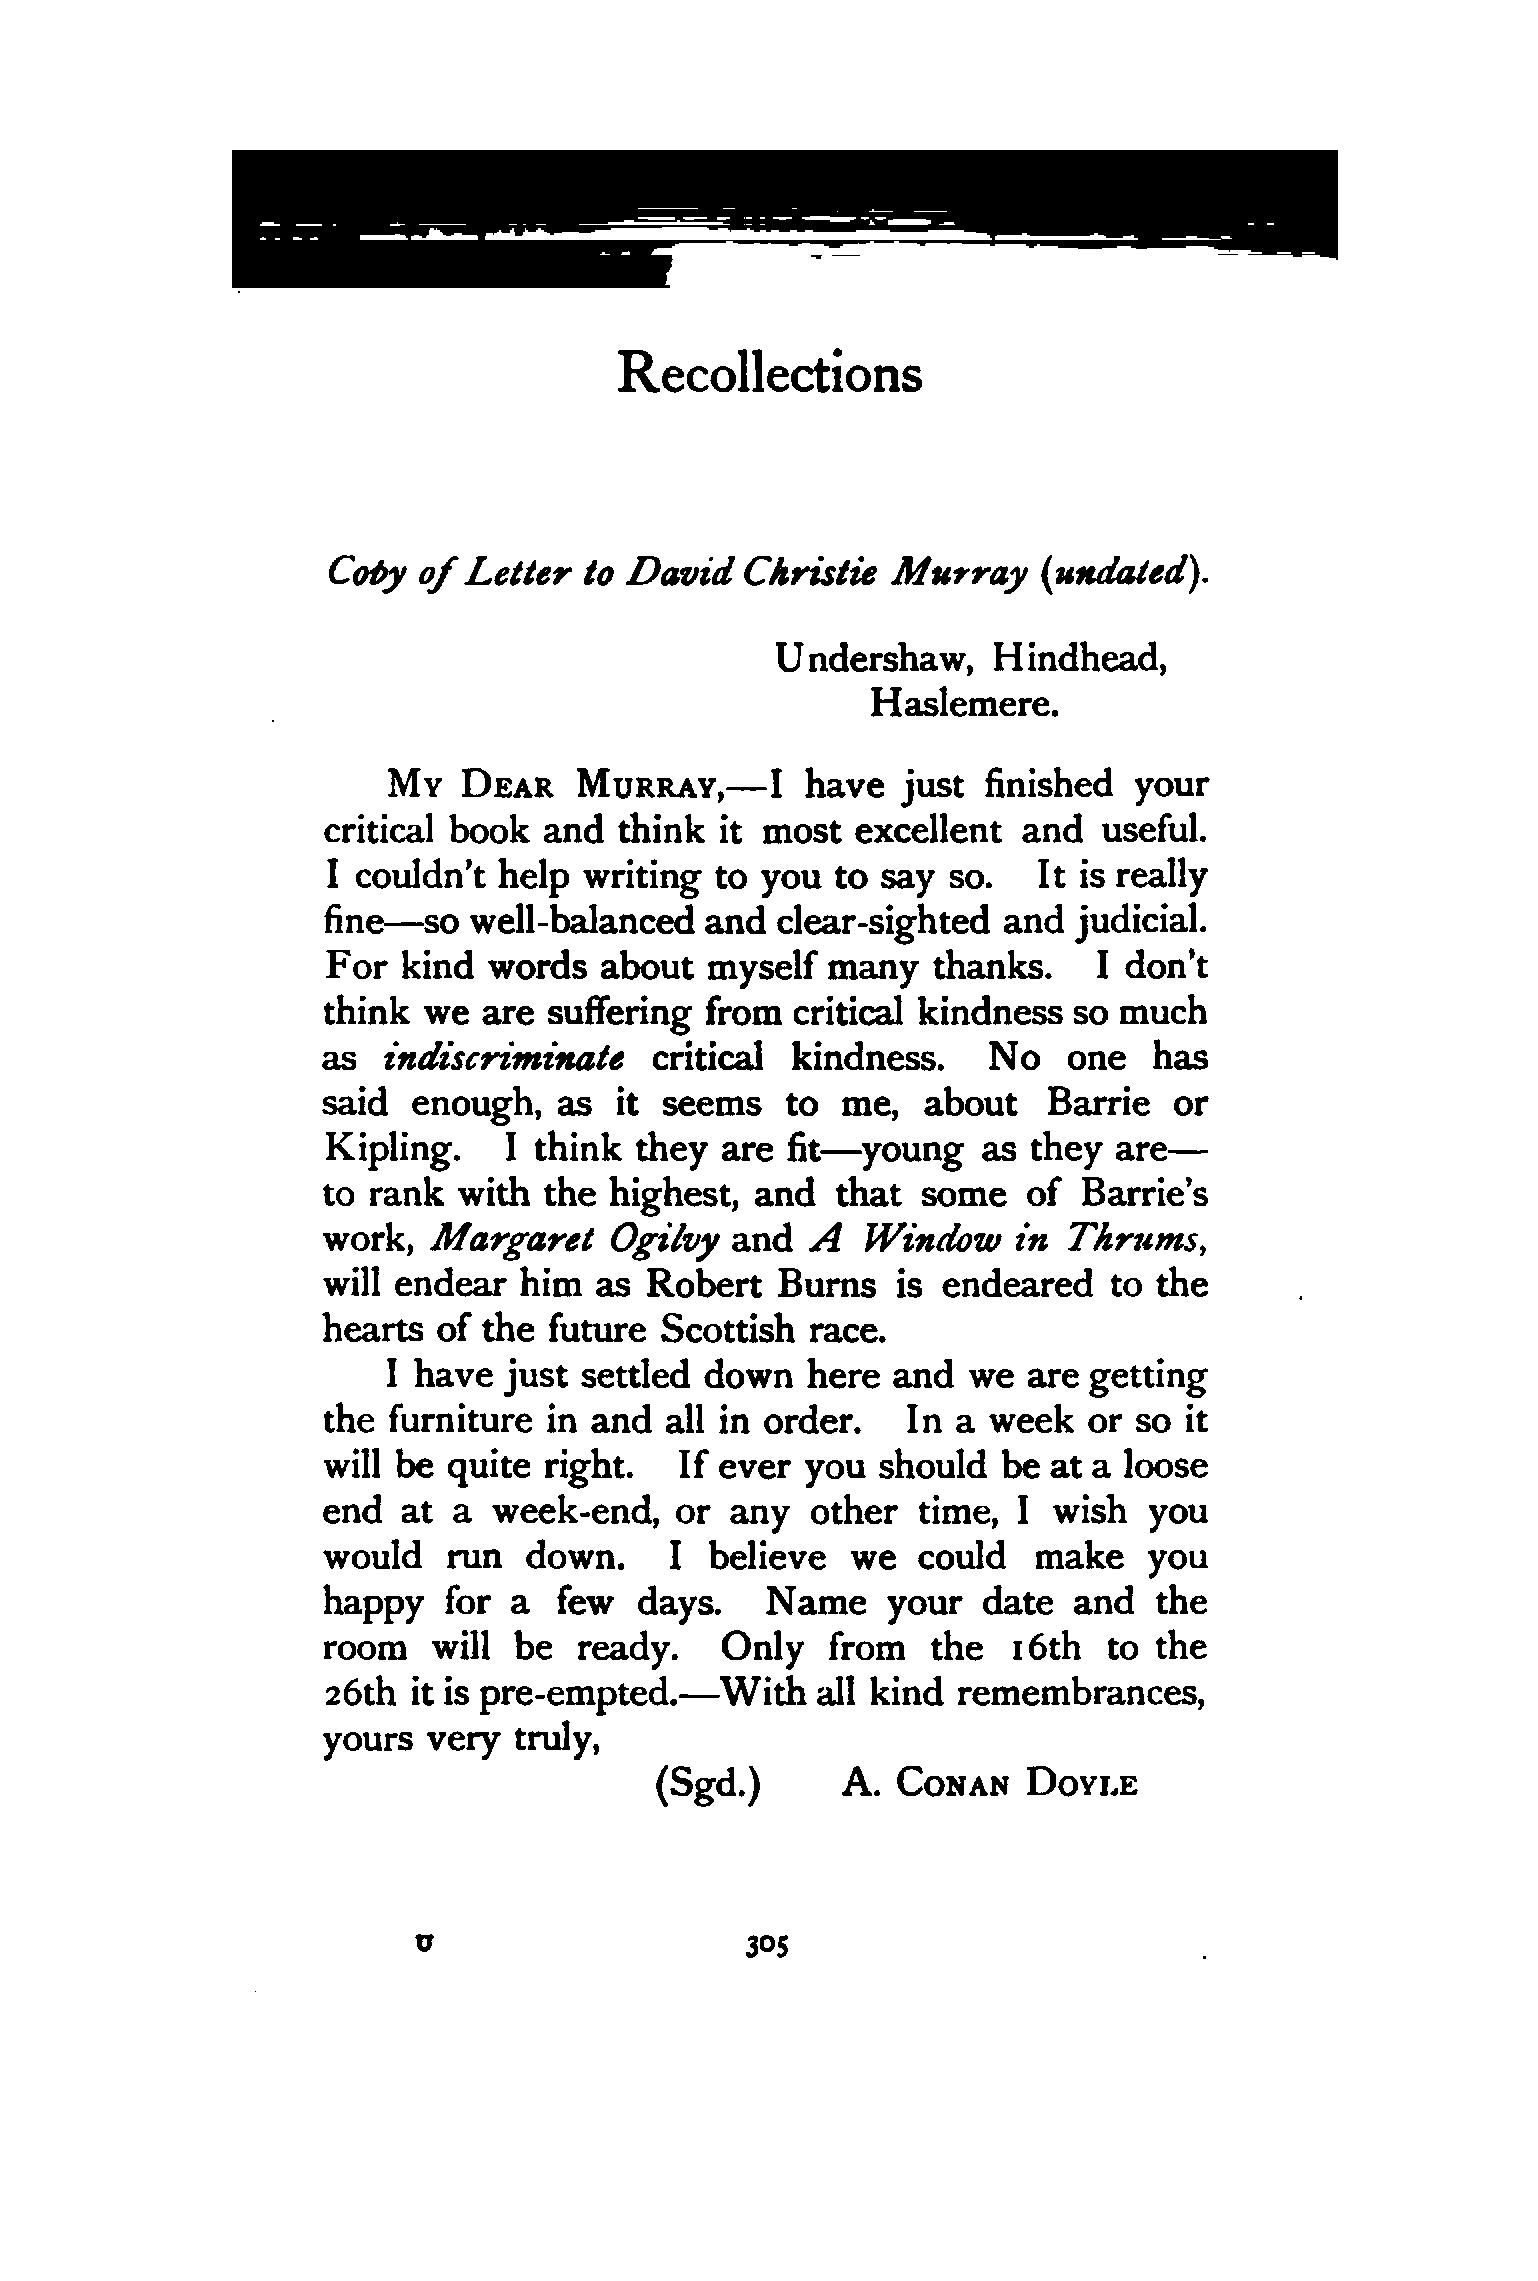 Recollections
Copy of Letter to David Christie Murray (undated).
Undershaw, Hindhead,
Haslemere.
My Dear Murray,—I have just finished your
critical book and think it most excellent and useful.
I couldn't help writing to you to say so. It is really
fine—so well-balanced and clear-sighted and judicial.
For kind words about myself many thanks. I don't
think we are suffering from critical kindness so much
as indiscriminate critical kindness. No one has
said enough, as it seems to me, about Barrie or
Kipling. I think they are fit—young as they are—
to rank with the highest, and that some of Barrie's
work, Margaret Ogilvy and A Window in Thrums,
will endear him as Robert Burns is endeared to the
hearts of the future Scottish race.
I have just settled down here and we are getting
the furniture in and all in order. In a week or so it
will be quite right. If ever you should be at a loose
end at a week-end, or any other time, I wish you
would run down. I believe we could make you
happy for a few days. Name your date and the
room will be ready. Only from the 16th to the
26th it is pre-empted.—With all kind remembrances,
yours very truly,
(Sgd.) A. Conan Doyle
U 305